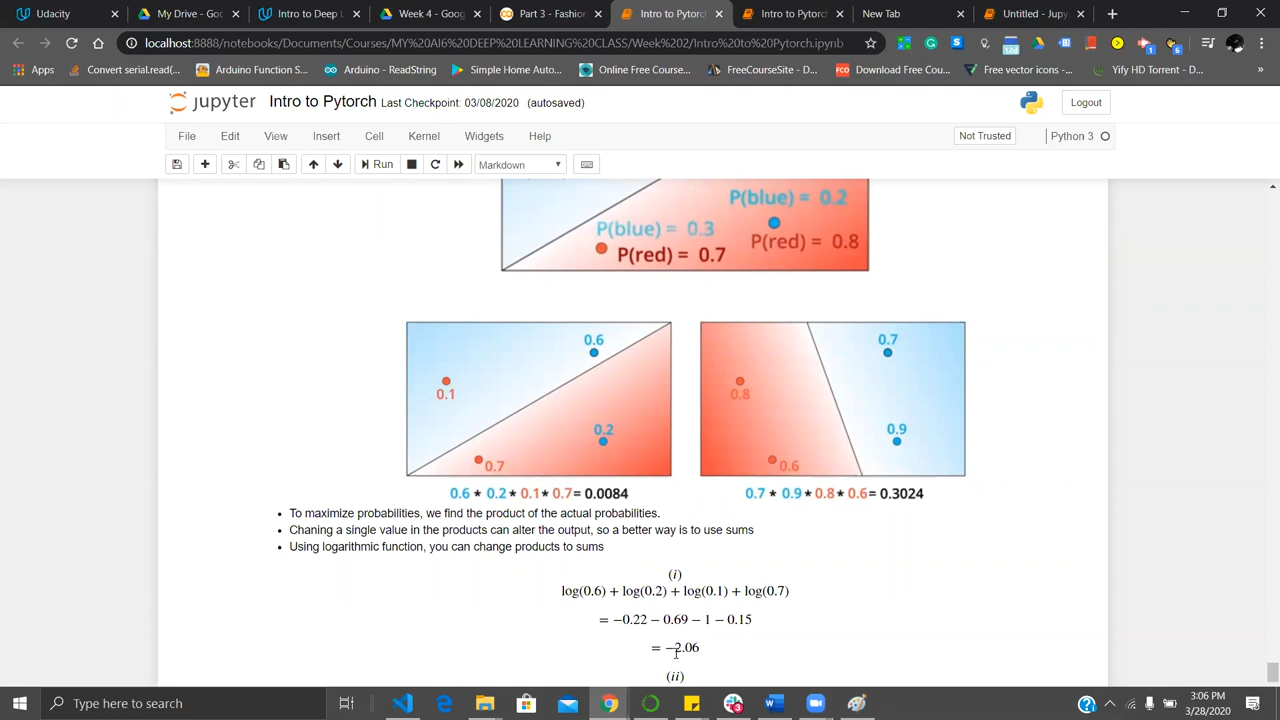 Udacity
My Drive - Goo
Intro to Deep L
Week 4 - Goog
Part 3 - Fashion
Intro to Pytorch
Intro to Pytorch
New Tab
Untitled - Jupy
localhost:8888/notebooks/Documents/Courses/MY%20AI6%20DEEP%20LEARNING%20CLASS/Week%202/Intro%20to%20Pytorch.ipynb
Apps
Convert serial.read(...
Arduino Function S...
Arduino - ReadString
Simple Home Auto...
Online Free Course...
FreeCourseSite - D...
Download Free Cou...
Free vector icons -...
Yify HD Torrent - D...
»
jupyter Intro to Pytorch Last Checkpoint: 03/08/2020 (autosaved)
Logout
File Edit View Insert Cell Kernel Widgets Help
Not Trusted
Python 3
Run
Markdown
P(blue) = 0.2
P(blue) = 0.3
P(red) = 0.8
P(red) = 0.7
0.6
0.1
0.2
0.7
0.6 * 0.2 * 0.1 * 0.7 = 0.0084
0.7
0.8
0.9
0.6
0.7 * 0.9 * 0.8 * 0.6 = 0.3024
• To maximize probabilities, we find the product of the actual probabilities.
• Chaning a single value in the products can alter the output, so a better way is to use sums
• Using logarithmic function, you can change products to sums
(i)
log(0.6) + log(0.2) + log(0.1) + log(0.7)
= −0.22 − 0.69 − 1 − 0.15
= −2.06
(ii)
Type here to search
3:06 PM
3/28/2020